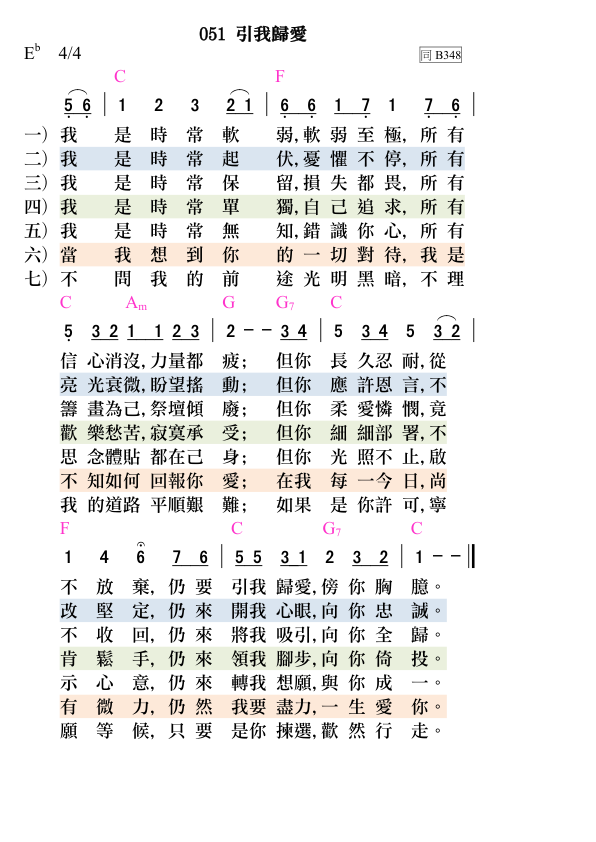 051 引我歸愛
E♭ 4/4 同 B348
C F
5 6 | 1 2 3 2 1 | 6 6 1 7 1 7 6 |
一) 我 是 時 常 軟 弱, 軟 弱 至 極, 所 有
二) 我 是 時 常 起 伏, 憂 懼 不 停, 所 有
三) 我 是 時 常 保 留, 損 失 都 畏, 所 有
四) 我 是 時 常 單 獨, 自 己 追 求, 所 有
五) 我 是 時 常 無 知, 錯 識 你 心, 所 有
六) 當 我 想 到 你 的 一 切 對 待, 我 是
七) 不 問 我 的 前 途 光 明 黑 暗, 不 理
C Am G G7 C
5 3 2 1 1 2 3 | 2 - - 3 4 | 5 3 4 5 3 2 |
信 心消沒, 力量都 疲; 但你 長 久忍 耐, 從
亮 光衰微, 盼望搖 動; 但你 應 許恩 言, 不
籌 畫為己, 祭壇傾 廢; 但你 柔 愛憐 憫, 竟
歡 樂愁苦, 寂寞承 受; 但你 細 細部 署, 不
思 念體貼 都在己 身; 但你 光 照不 止, 啟
不 知如何 回報你 愛; 在我 每 一今 日, 尚
我 的道路 平順艱 難; 如果 是 你許 可, 寧
F C G7 C
1 4 6 7 6 | 5 5 3 1 2 3 2 | 1 - - ‖
不 放 棄, 仍 要 引我 歸愛, 傍 你 胸 臆。
改 堅 定, 仍 來 開我 心眼, 向 你 忠 誠。
不 收 回, 仍 來 將我 吸引, 向 你 全 歸。
肯 鬆 手, 仍 來 領我 腳步, 向 你 倚 投。
示 心 意, 仍 來 轉我 想願, 與 你 成 一。
有 微 力, 仍 然 我要 盡力, 一 生 愛 你。
願 等 候, 只 要 是你 揀選, 歡 然 行 走。